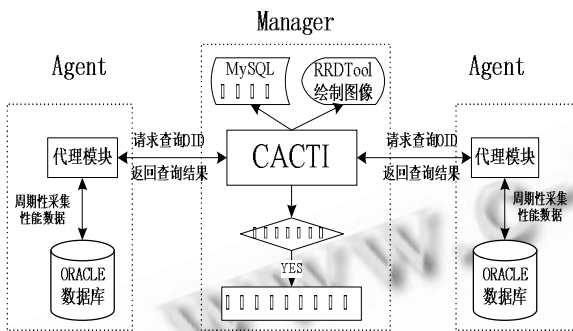 Manager
Agent
Agent
MySQL
RRDTool
绘制图像
请求查询OID
返回查询结果
CACTI
请求查询OID
返回查询结果
代理模块
代理模块
周期性采集
性能数据
周期性采集
性能数据
YES
ORACLE
数据库
ORACLE
数据库
www.c-